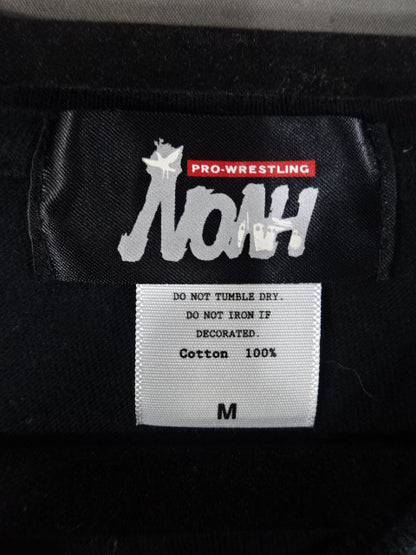 PRO-WRESTLING
NOAH
DO NOT TUMBLE DRY.
DO NOT IRON IF
DECORATED.
Cotton 100%
M